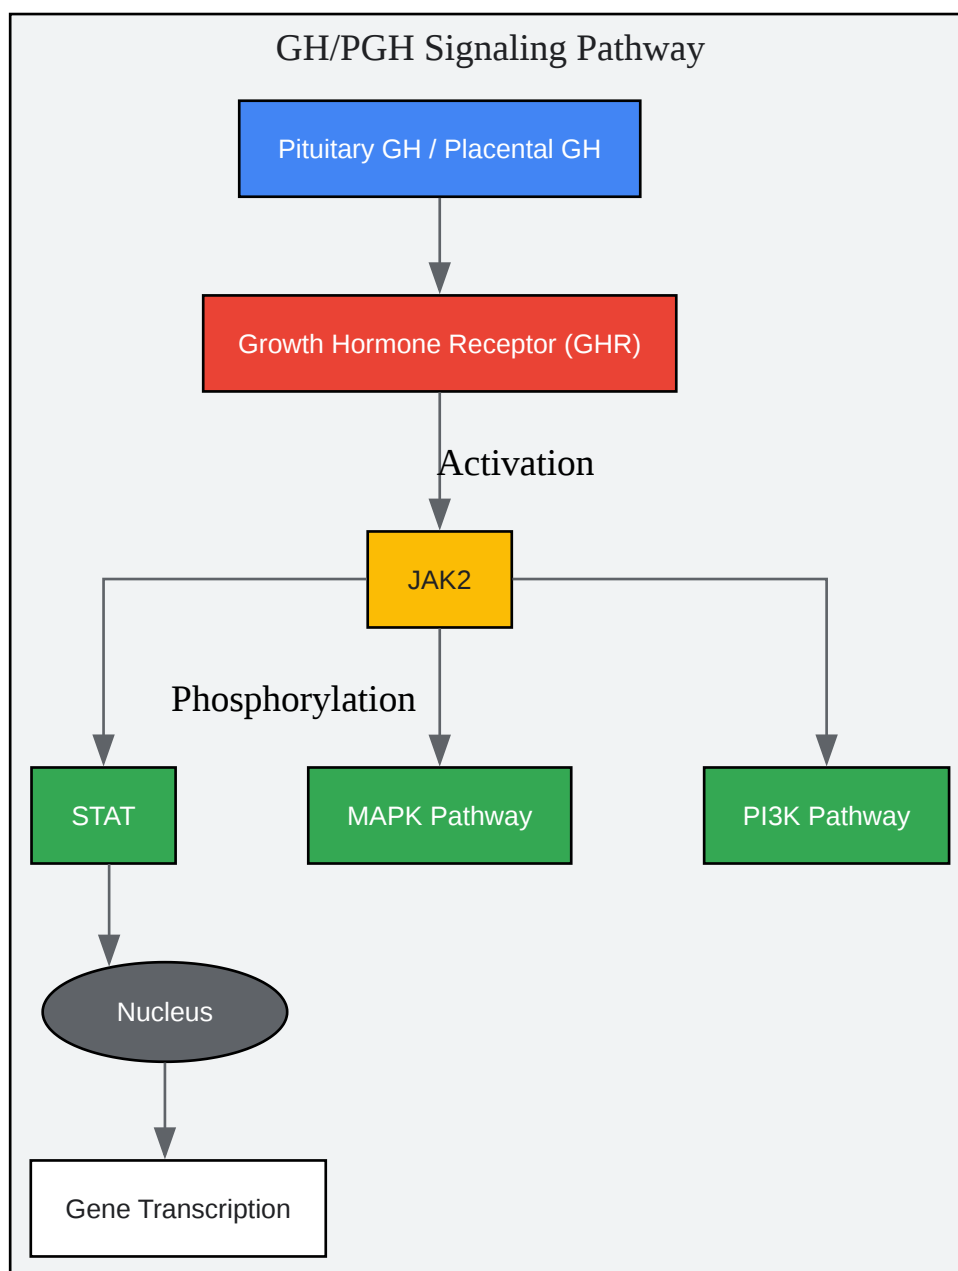 GH/PGH Signaling Pathway
Pituitary GH / Placental GH
Growth Hormone Receptor (GHR)
Activation
JAK2
Phosphorylation
STAT
MAPK Pathway
PI3K Pathway
Nucleus
Gene Transcription